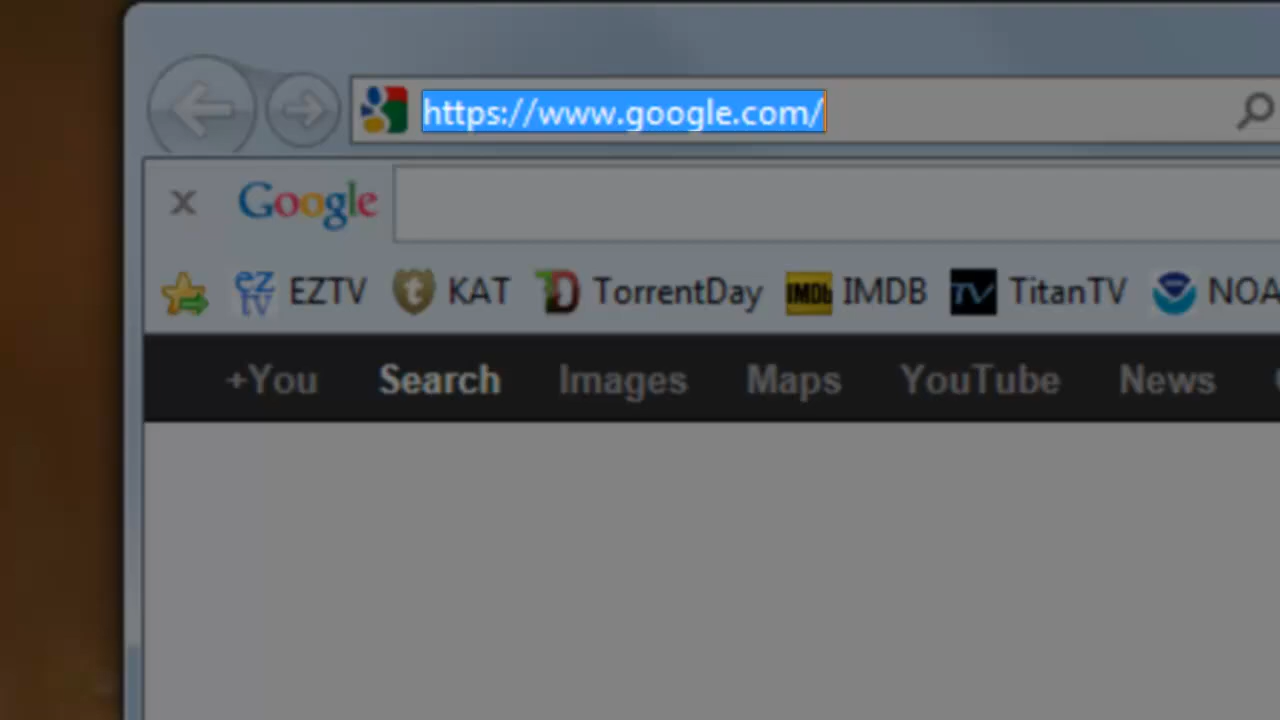 https://www.google.com/
x Google
EZTV KAT TorrentDay IMDB TitanTV NOA
+You Search Images Maps YouTube News